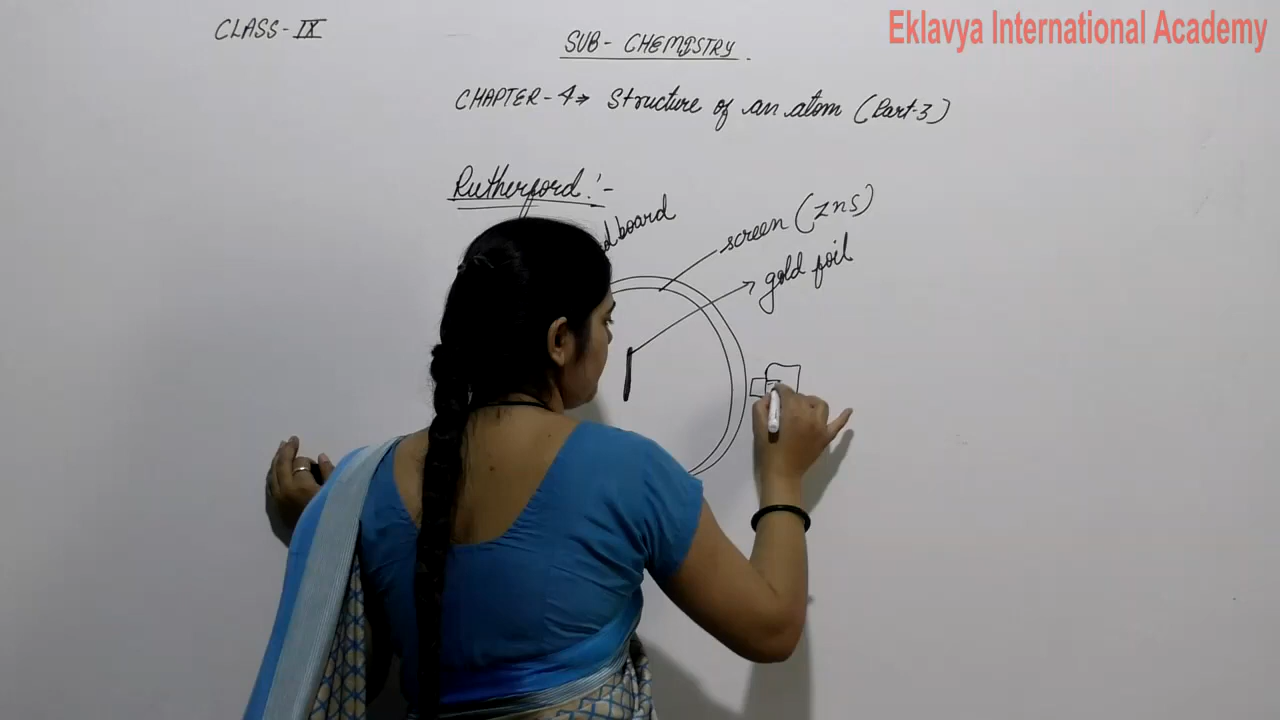 Eklavya International Academy
CLASS-IX
SUB- CHEMISTRY.
CHAPTER-4⇒ Structure of an atom (Part-3)
Rutherford:-
board
screen (ZnS)
gold foil